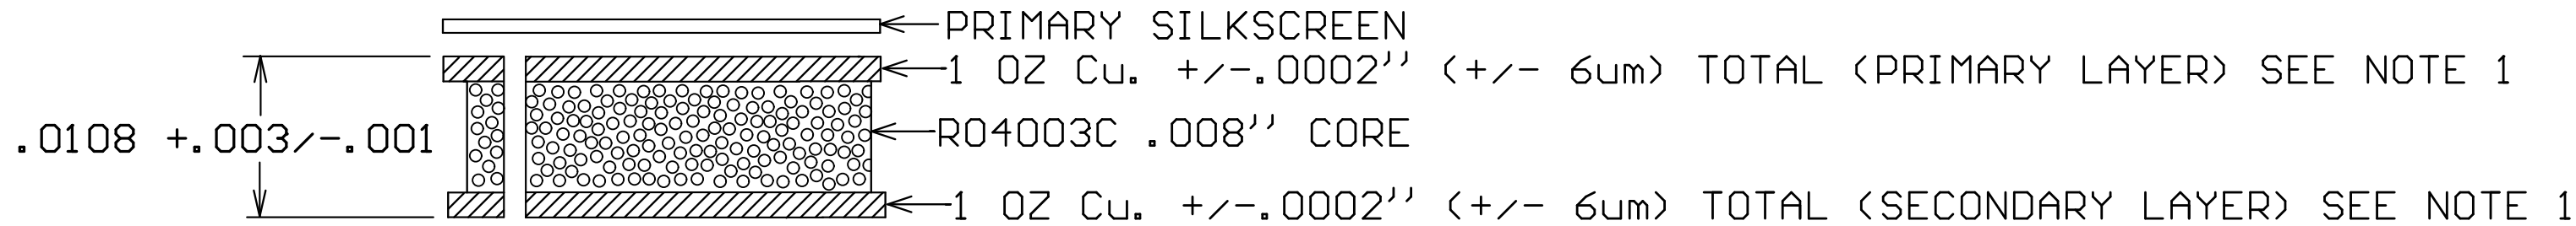 PRIMARY SILKSCREEN
1 OZ Cu. +/-.0002’’ (+/- 6um) TOTAL (PRIMARY LAYER) SEE NOTE 1
.0108 +.003/-.001
RO4003C .008’’ CORE
1 OZ Cu. +/-.0002’’ (+/- 6um) TOTAL (SECONDARY LAYER) SEE NOTE 1